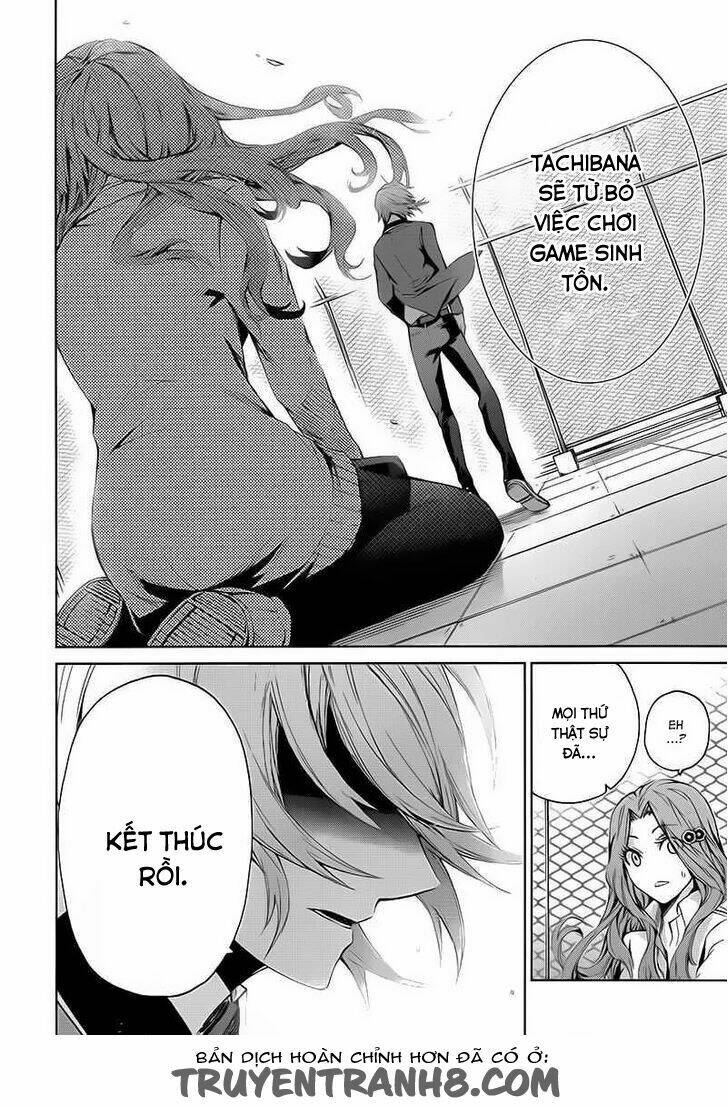 TACHIBANA
SẼ TỪ BỎ
VIỆC CHƠI
GAME SINH
TỒN.
EH
...?
MỌI THỨ
THẬT SỰ
ĐÃ...
KẾT THÚC
RỒI.
BẢN DỊCH HOÀN CHỈNH HƠN ĐÃ CÓ Ở:
TRUYENTRANH8.COM